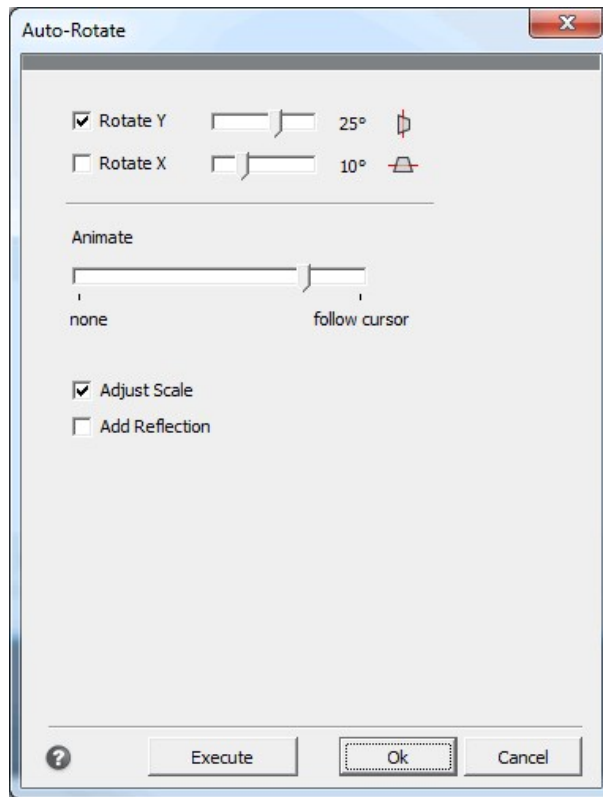 Auto-Rotate
Rotate Y 25°
Rotate X 10°
Animate
none follow cursor
Adjust Scale
Add Reflection
? Execute Ok Cancel